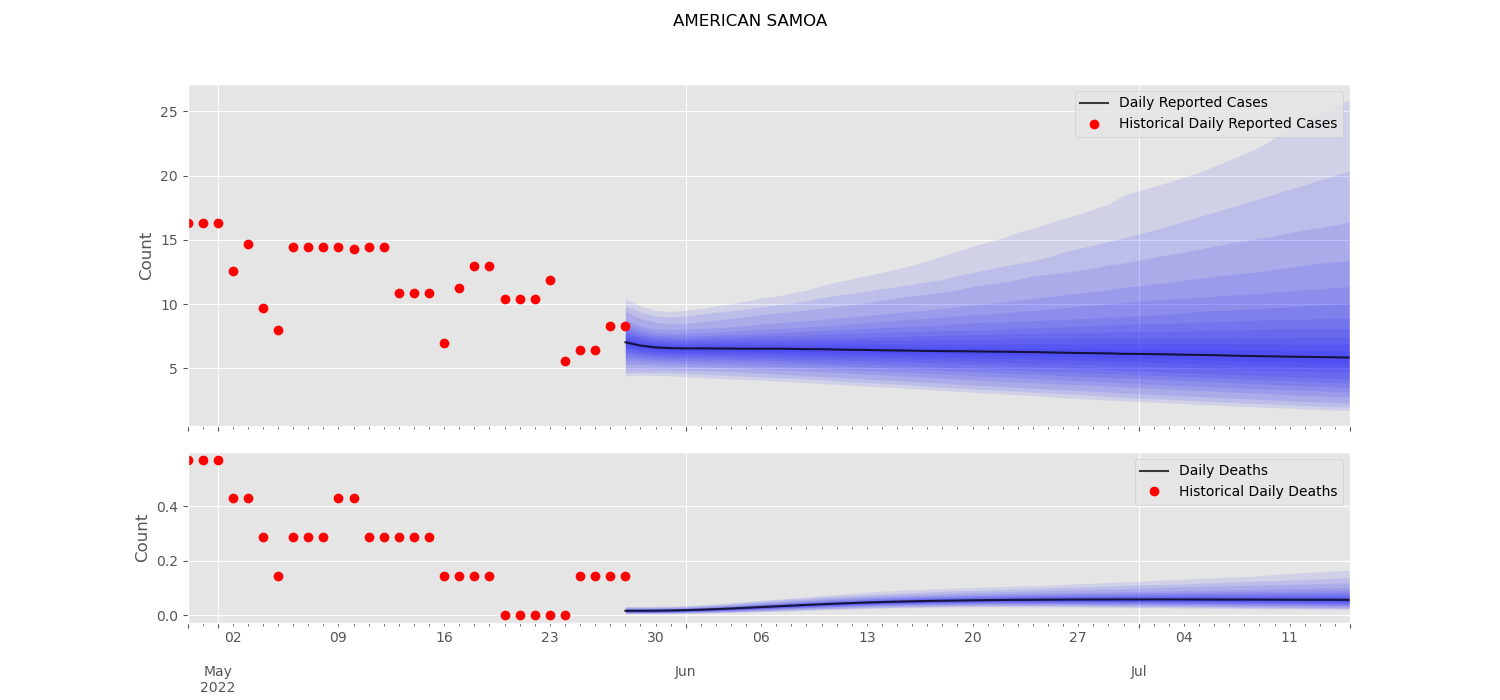 AMERICAN SAMOA
25
20
15
10
5
Count
Daily Reported Cases
Historical Daily Reported Cases
0.4
0.2
0.0
Count
Daily Deaths
Historical Daily Deaths
02 09 16 23 30 06 13 20 27 04 11
May Jun Jul
2022